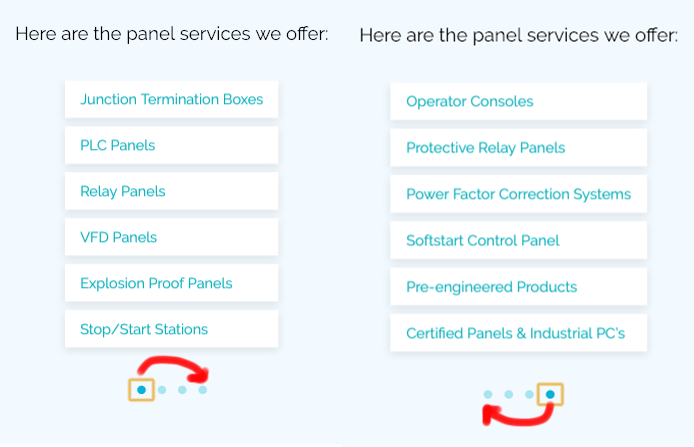 Here are the panel services we offer:
Junction Termination Boxes
PLC Panels
Relay Panels
VFD Panels
Explosion Proof Panels
Stop/Start Stations
Here are the panel services we offer:
Operator Consoles
Protective Relay Panels
Power Factor Correction Systems
Softstart Control Panel
Pre-engineered Products
Certified Panels & Industrial PC's